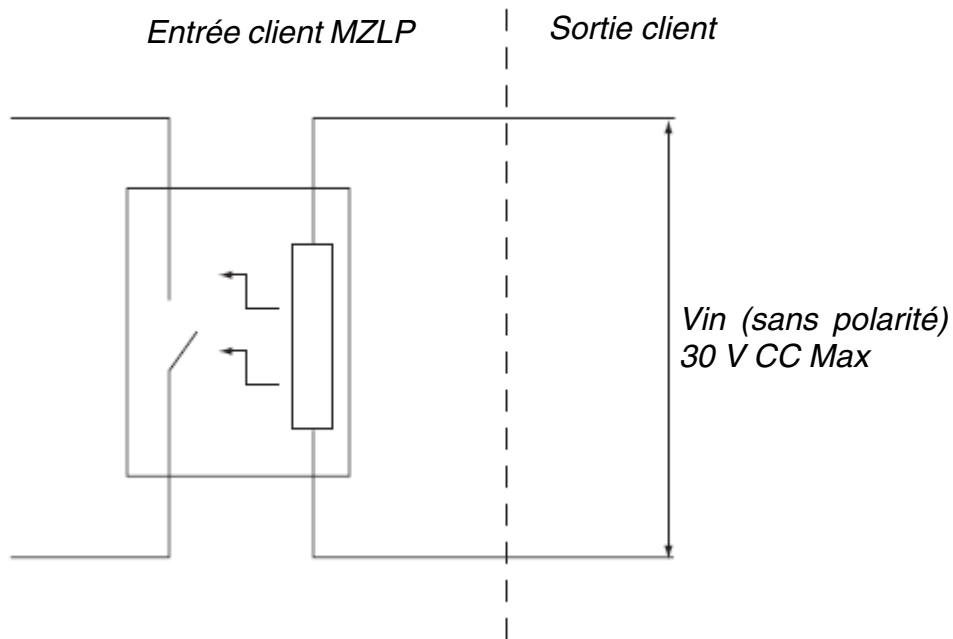 Entrée client MZLP
Sortie client
Vin (sans polarité)
30 V CC Max